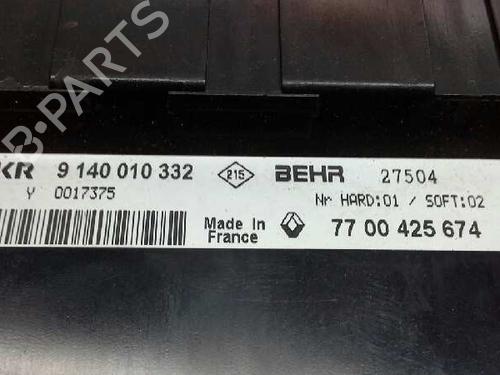 KR 9 140 010 332 215 BEHR 27504
Y 0017375 Nr HARD:01 / SOFT:02
Made in
France 77 00 425 674
B-PARTS